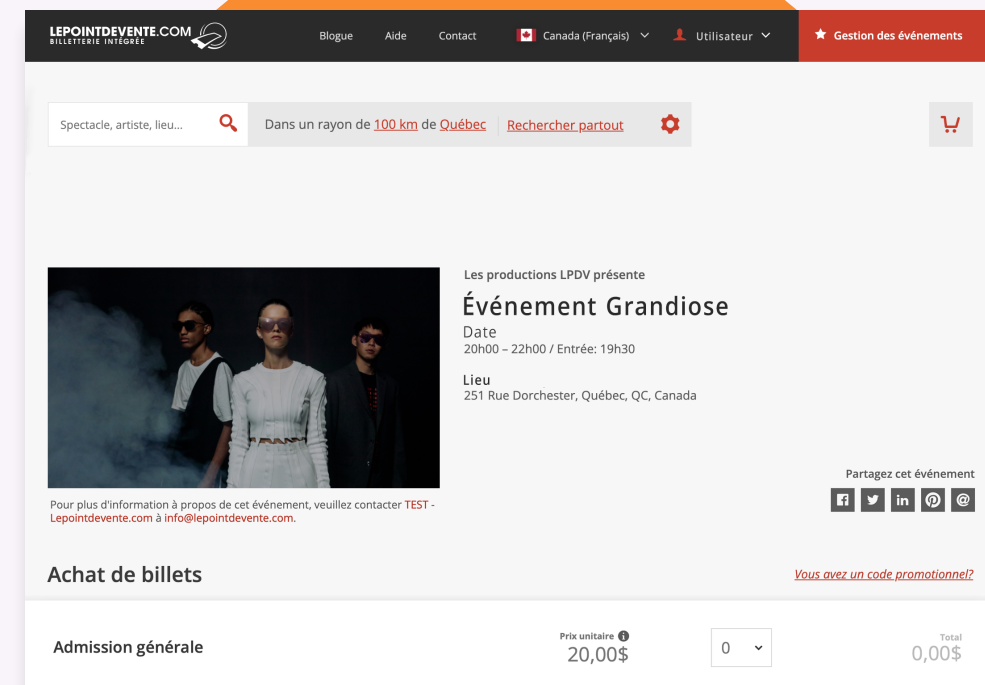 LEPOINTDEVENTE.COM
BILLETTERIE INTÉGRÉE
Blogue Aide Contact Canada (Français) Utilisateur Gestion des événements
Spectacle, artiste, lieu... Dans un rayon de 100 km de Québec Rechercher partout
Les productions LPDV présente
Événement Grandiose
Date
20h00 – 22h00 / Entrée: 19h30
Lieu
251 Rue Dorchester, Québec, QC, Canada
Partagez cet événement
Pour plus d'information à propos de cet événement, veuillez contacter TEST -
Lepointdevente.com à info@lepointdevente.com.
Achat de billets
Vous avez un code promotionnel?
Admission générale
Prix unitaire
20,00$
0
Total
0,00$